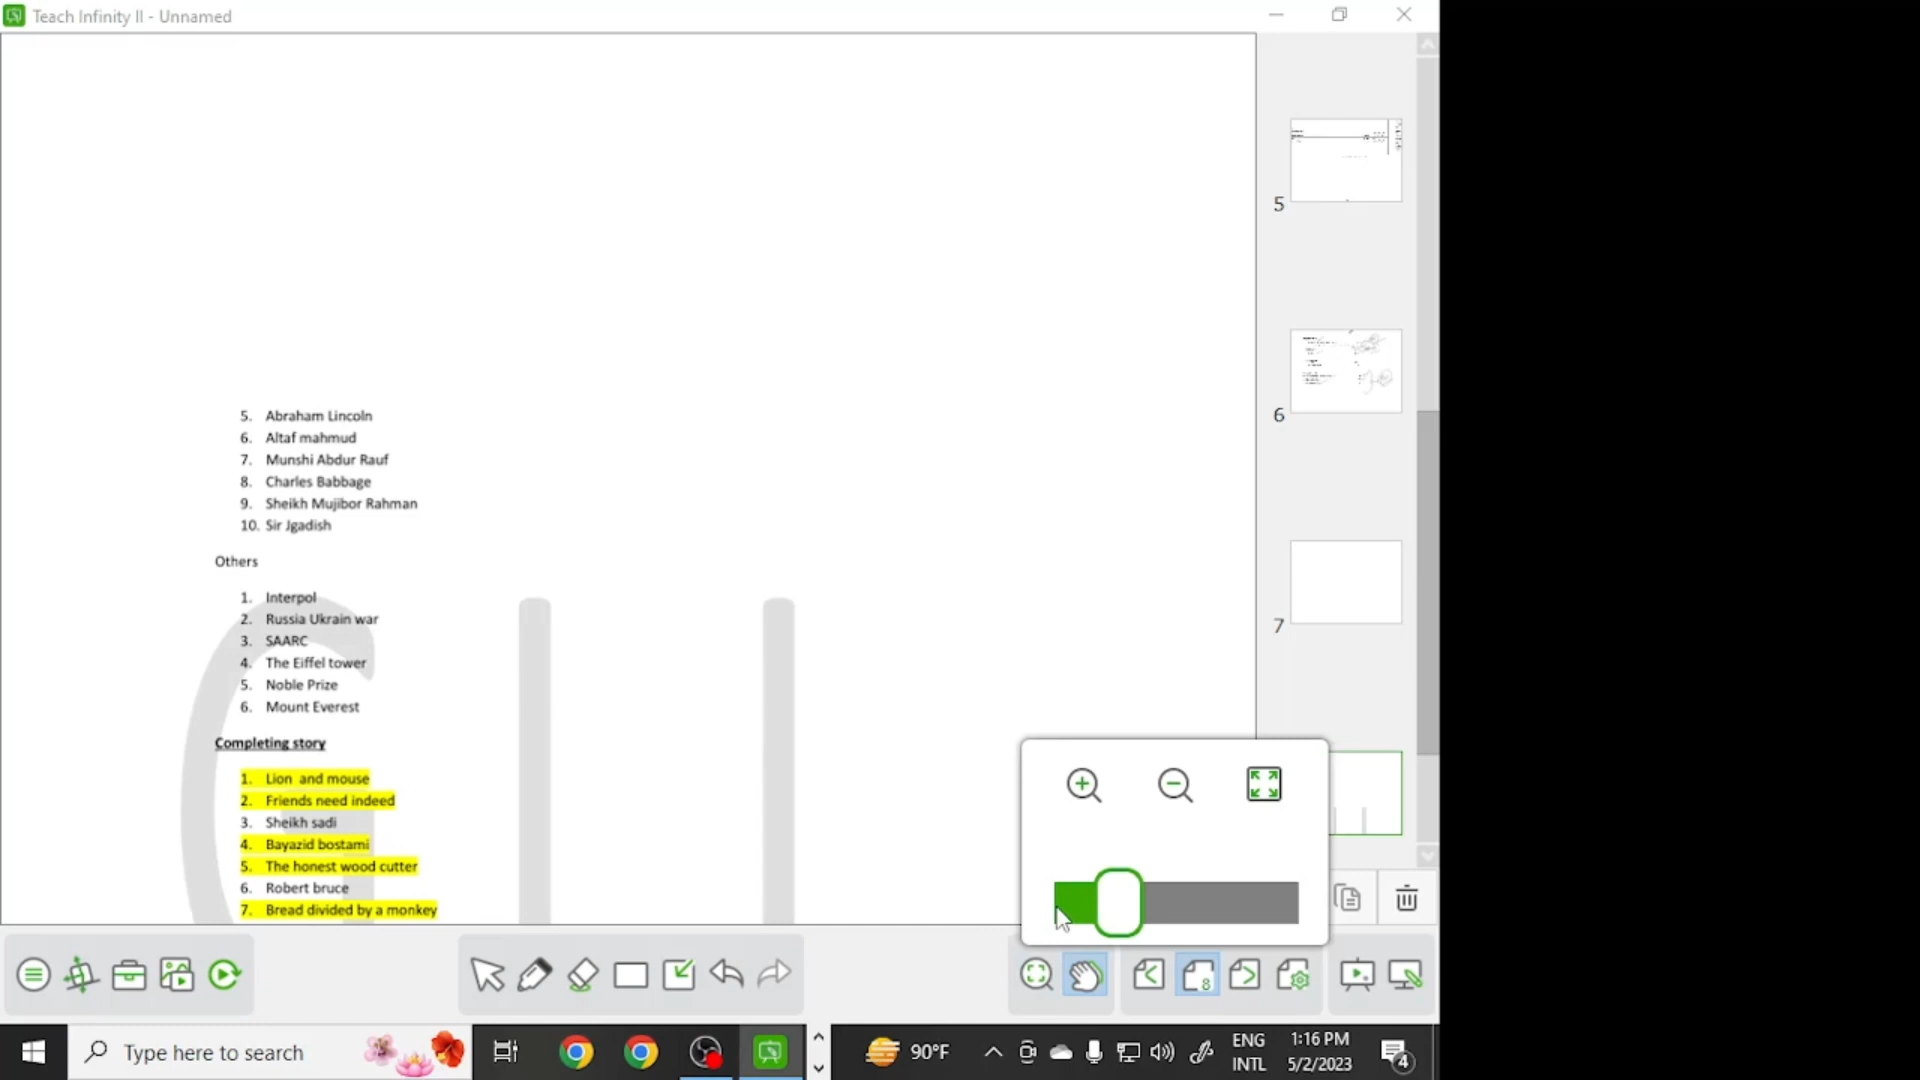 Teach Infinity II - Unnamed
5. Abraham Lincoln
6. Altaf mahmud
7. Munshi Abdur Rauf
8. Charles Babbage
9. Sheikh Mujibor Rahman
10. Sir Jgadish
Others
1. Interpol
2. Russia Ukrain war
3. SAARC
4. The Eiffel tower
5. Noble Prize
6. Mount Everest
Completing story
1. Lion and mouse
2. Friends need indeed
3. Sheikh sadi
4. Bayazid bostami
5. The honest wood cutter
6. Robert bruce
7. Bread divided by a monkey
5
6
7
8
Type here to search
90°F
ENG
INTL
1:16 PM
5/2/2023
4